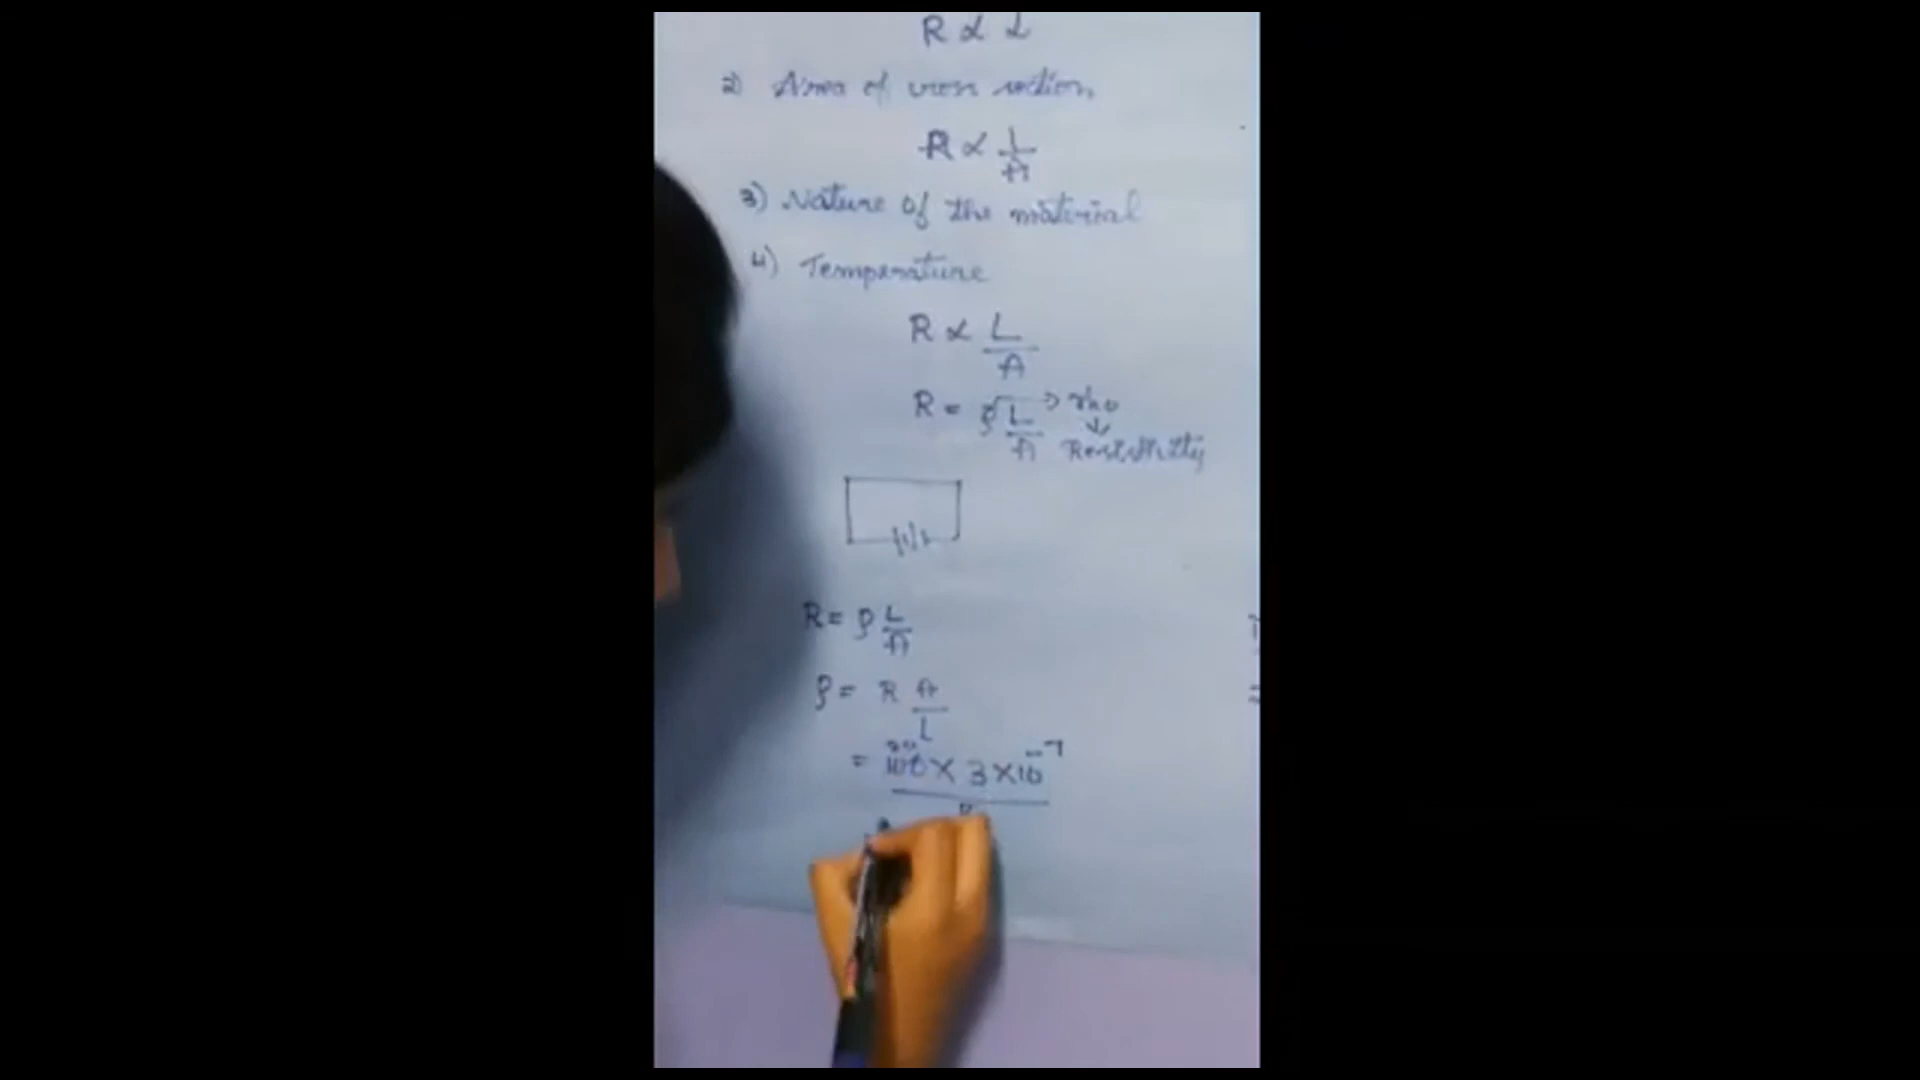 R ∝ L
2) Area of cross section
R ∝ 1/A
3) Nature of the material
4) Temperature
R ∝ L/A
R = ρ L/A → rho
↓
Resistivity
R = ρ L/A
ρ = R A/L
20
= 100 × 3 × 10⁻⁷